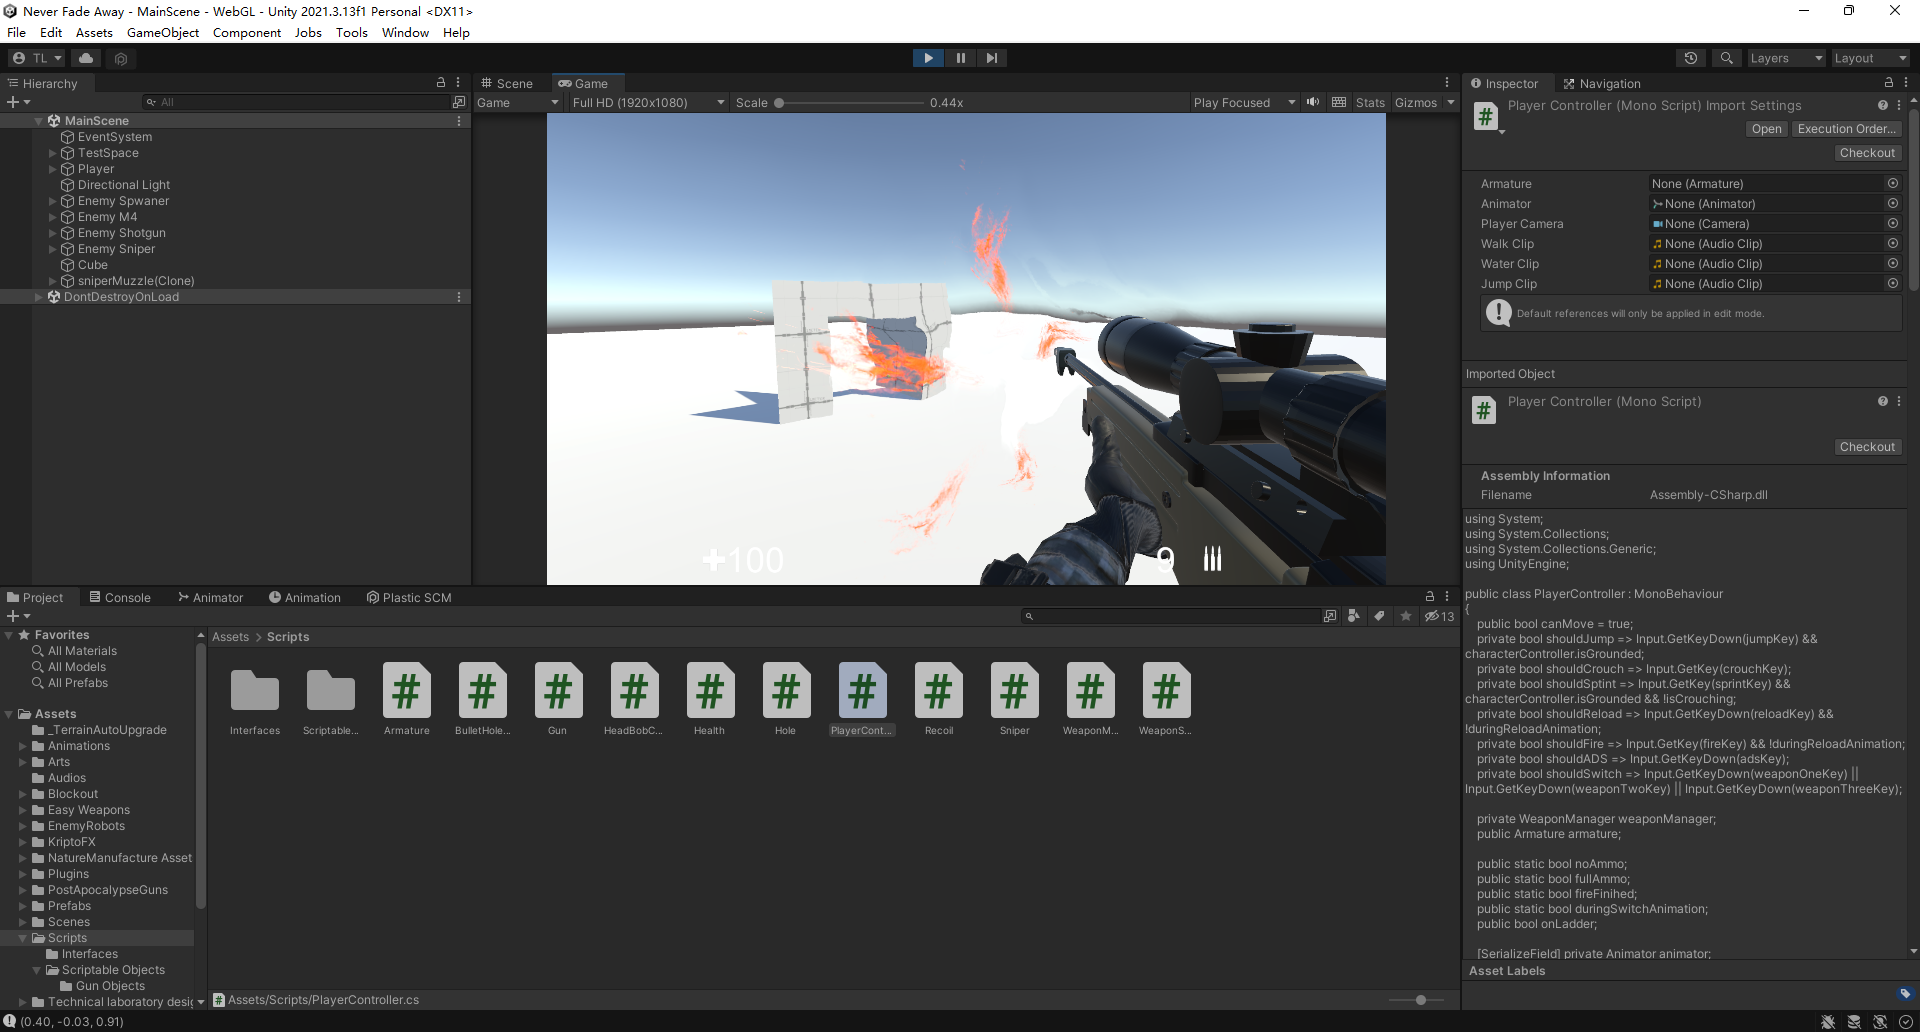 Never Fade Away - MainScene - WebGL - Unity 2021.3.13f1 Personal <DX11>
File Edit Assets GameObject Component Jobs Tools Window Help
TL
Layers
Layout
Hierarchy
All
MainScene
EventSystem
TestSpace
Player
Directional Light
Enemy Spwaner
Enemy M4
Enemy Shotgun
Enemy Sniper
Cube
sniperMuzzle(Clone)
DontDestroyOnLoad
Scene
Game
Game
Full HD (1920x1080)
Scale
0.44x
Play Focused
Stats
Gizmos
+100
9
Inspector
Navigation
Player Controller (Mono Script) Import Settings
Open
Execution Order...
Checkout
Armature None (Armature)
Animator None (Animator)
Player Camera None (Camera)
Walk Clip None (Audio Clip)
Water Clip None (Audio Clip)
Jump Clip None (Audio Clip)
Default references will only be applied in edit mode.
Imported Object
Player Controller (Mono Script)
Checkout
Assembly Information
Filename Assembly-CSharp.dll
using System;
using System.Collections;
using System.Collections.Generic;
using UnityEngine;
public class PlayerController : MonoBehaviour
{
public bool canMove = true;
private bool shouldJump => Input.GetKeyDown(jumpKey) &&
characterController.isGrounded;
private bool shouldCrouch => Input.GetKey(crouchKey);
private bool shouldSptint => Input.GetKey(sprintKey) &&
characterController.isGrounded && !isCrouching;
private bool shouldReload => Input.GetKeyDown(reloadKey) &&
!duringReloadAnimation;
private bool shouldFire => Input.GetKey(fireKey) && !duringReloadAnimation;
private bool shouldADS => Input.GetKeyDown(adsKey);
private bool shouldSwitch => Input.GetKeyDown(weaponOneKey) ||
Input.GetKeyDown(weaponTwoKey) || Input.GetKeyDown(weaponThreeKey);
private WeaponManager weaponManager;
public Armature armature;
public static bool noAmmo;
public static bool fullAmmo;
public static bool fireFinihed;
public static bool duringSwitchAnimation;
public bool onLadder;
[SerializeField] private Animator animator;
Asset Labels
Project
Console
Animator
Animation
Plastic SCM
13
Favorites
All Materials
All Models
All Prefabs
Assets
_TerrainAutoUpgrade
Animations
Arts
Audios
Blockout
Easy Weapons
EnemyRobots
KriptoFX
NatureManufacture Asset
Plugins
PostApocalypseGuns
Prefabs
Scenes
Scripts
Interfaces
Scriptable Objects
Gun Objects
Technical laboratory desig
Assets > Scripts
Interfaces
Scriptable...
Armature
BulletHole...
Gun
HeadBobC...
Health
Hole
PlayerCont...
Recoil
Sniper
WeaponM...
WeaponS...
Assets/Scripts/PlayerController.cs
(0.40, -0.03, 0.91)